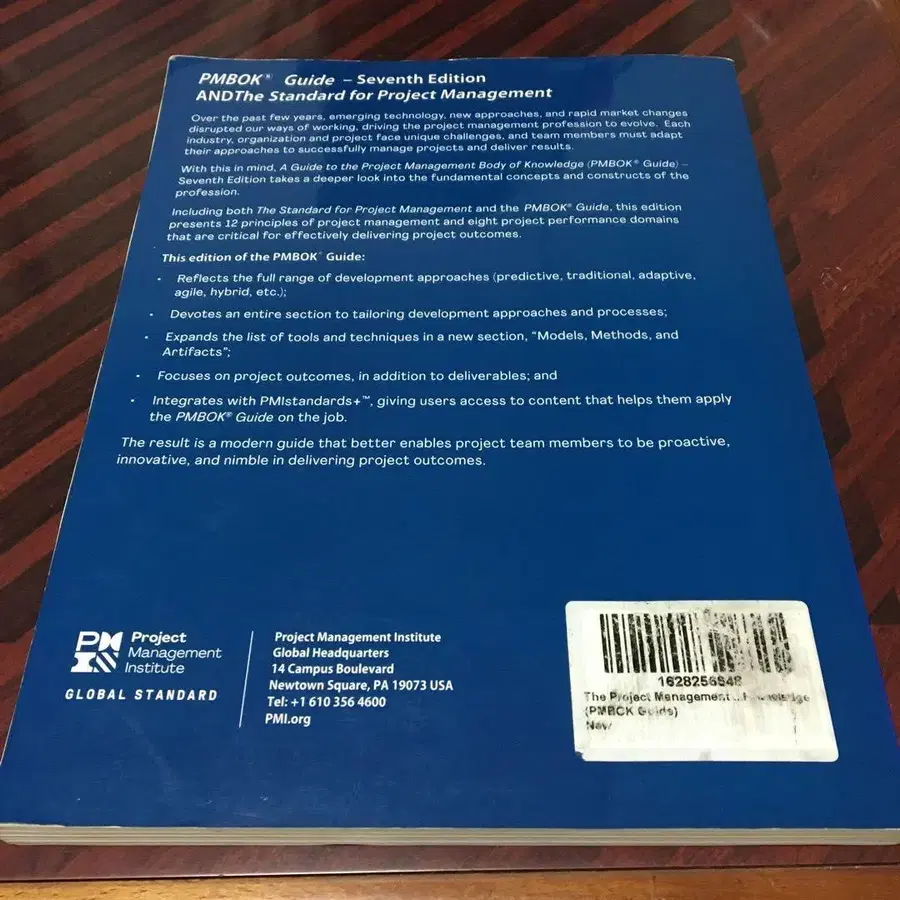 PMBOK® Guide – Seventh Edition
ANDThe Standard for Project Management
Over the past few years, emerging technology, new approaches, and rapid market changes
disrupted our ways of working, driving the project management profession to evolve. Each
industry, organization and project face unique challenges, and team members must adapt
their approaches to successfully manage projects and deliver results.
With this in mind, A Guide to the Project Management Body of Knowledge (PMBOK® Guide) –
Seventh Edition takes a deeper look into the fundamental concepts and constructs of the
profession.
Including both The Standard for Project Management and the PMBOK® Guide, this edition
presents 12 principles of project management and eight project performance domains
that are critical for effectively delivering project outcomes.
This edition of the PMBOK® Guide:
• Reflects the full range of development approaches (predictive, traditional, adaptive,
agile, hybrid, etc.);
• Devotes an entire section to tailoring development approaches and processes;
• Expands the list of tools and techniques in a new section, "Models, Methods, and
Artifacts";
• Focuses on project outcomes, in addition to deliverables; and
• Integrates with PMIstandards+™, giving users access to content that helps them apply
the PMBOK® Guide on the job.
The result is a modern guide that better enables project team members to be proactive,
innovative, and nimble in delivering project outcomes.
PMI
Project
Management
Institute
GLOBAL STANDARD
Project Management Institute
Global Headquarters
14 Campus Boulevard
Newtown Square, PA 19073 USA
Tel: +1 610 356 4600
PMI.org
The Project Management...
New